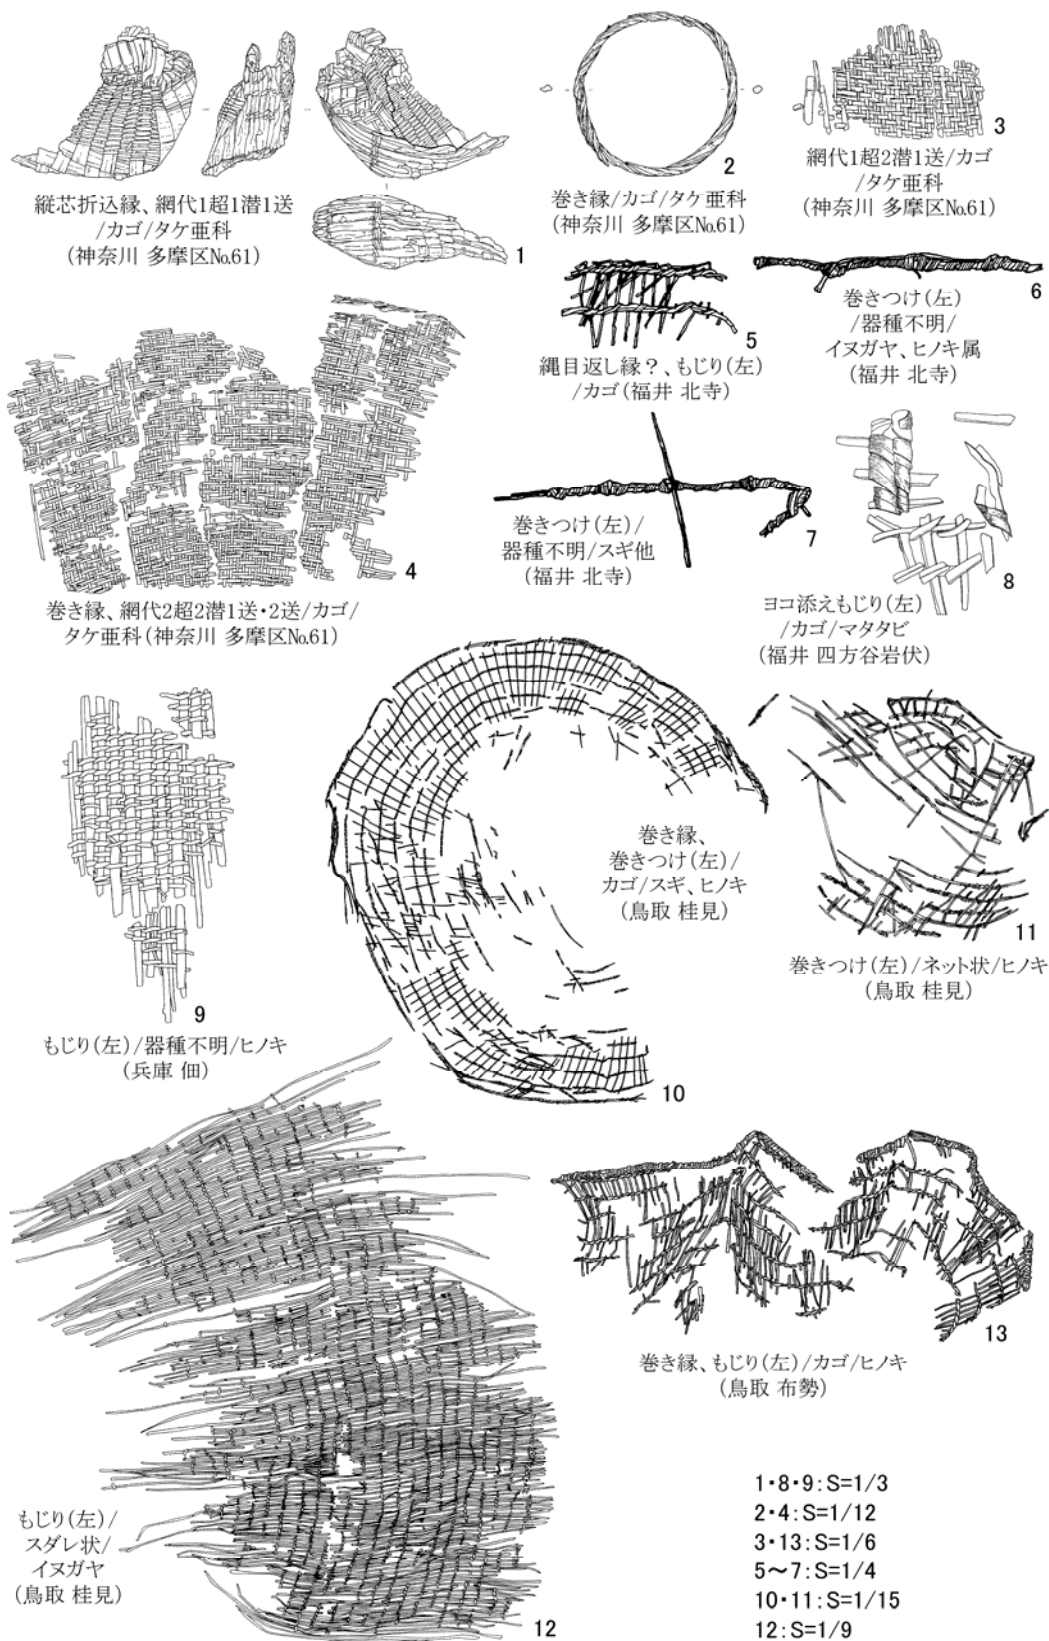 縦芯折込縁、網代1超1潜1送
/カゴ/タケ亜科
(神奈川 多摩区No.61)
1
2
巻き縁/カゴ/タケ亜科
(神奈川 多摩区No.61)
3
網代1超2潜1送/カゴ
/タケ亜科
(神奈川 多摩区No.61)
4
巻き縁、網代2超2潜1送・2送/カゴ/
タケ亜科(神奈川 多摩区No.61)
5
縄目返し縁？、もじり(左)
/カゴ(福井 北寺)
6
巻きつけ(左)
/器種不明/
イヌガヤ、ヒノキ属
(福井 北寺)
7
巻きつけ(左)/
器種不明/スギ他
(福井 北寺)
8
ヨコ添えもじり(左)
/カゴ/マタタビ
(福井 四方谷岩伏)
9
もじり(左)/器種不明/ヒノキ
(兵庫 佃)
巻き縁、
巻きつけ(左)/
カゴ/スギ、ヒノキ
(鳥取 桂見)
10
11
巻きつけ(左)/ネット状/ヒノキ
(鳥取 桂見)
もじり(左)/
スダレ状/
イヌガヤ
(鳥取 桂見)
12
13
巻き縁、もじり(左)/カゴ/ヒノキ
(鳥取 布勢)
1・8・9:S=1/3
2・4:S=1/12
3・13:S=1/6
5～7:S=1/4
10・11:S=1/15
12:S=1/9